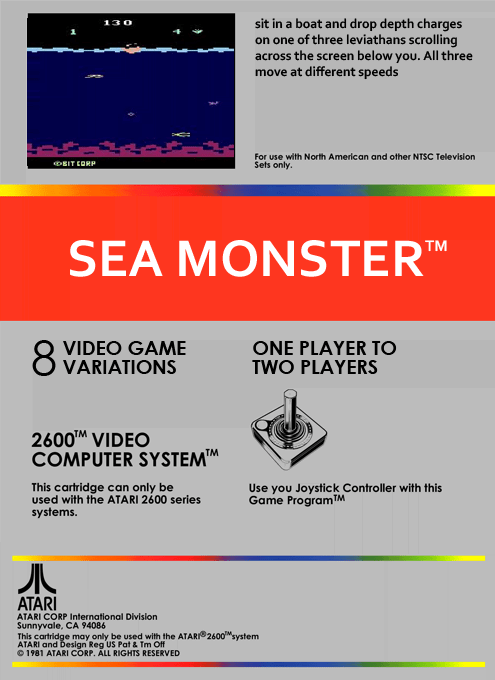 130
1 4
©BIT CORP
sit in a boat and drop depth charges
on one of three leviathans scrolling
across the screen below you. All three
move at different speeds
For use with North American and other NTSC Television
Sets only.
SEA MONSTER™
8 VIDEO GAME
VARIATIONS
ONE PLAYER TO
TWO PLAYERS
2600™ VIDEO
COMPUTER SYSTEM™
This cartridge can only be
used with the ATARI 2600 series
systems.
Use you Joystick Controller with this
Game Program™
ATARI
ATARI CORP International Division
Sunnyvale, CA 94086
This cartridge may only be used with the ATARI®2600™system
ATARI and Design Reg US Pat & Tm Off
© 1981 ATARI CORP. ALL RIGHTS RESERVED